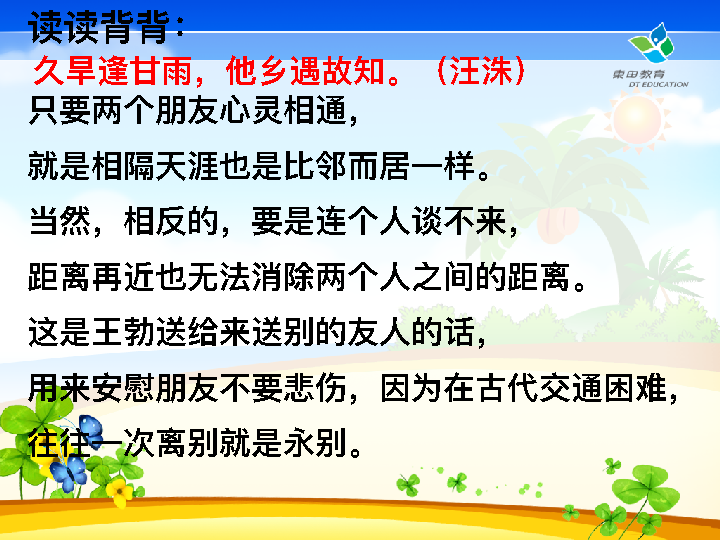 读读背背：
久旱逢甘雨，他乡遇故知。（汪洙）
只要两个朋友心灵相通，
就是相隔天涯也是比邻而居一样。
当然，相反的，要是连个人谈不来，
距离再近也无法消除两个人之间的距离。
这是王勃送给来送别的友人的话，
用来安慰朋友不要悲伤，因为在古代交通困难，
往往一次离别就是永别。
東田教育
DT EDUCATION